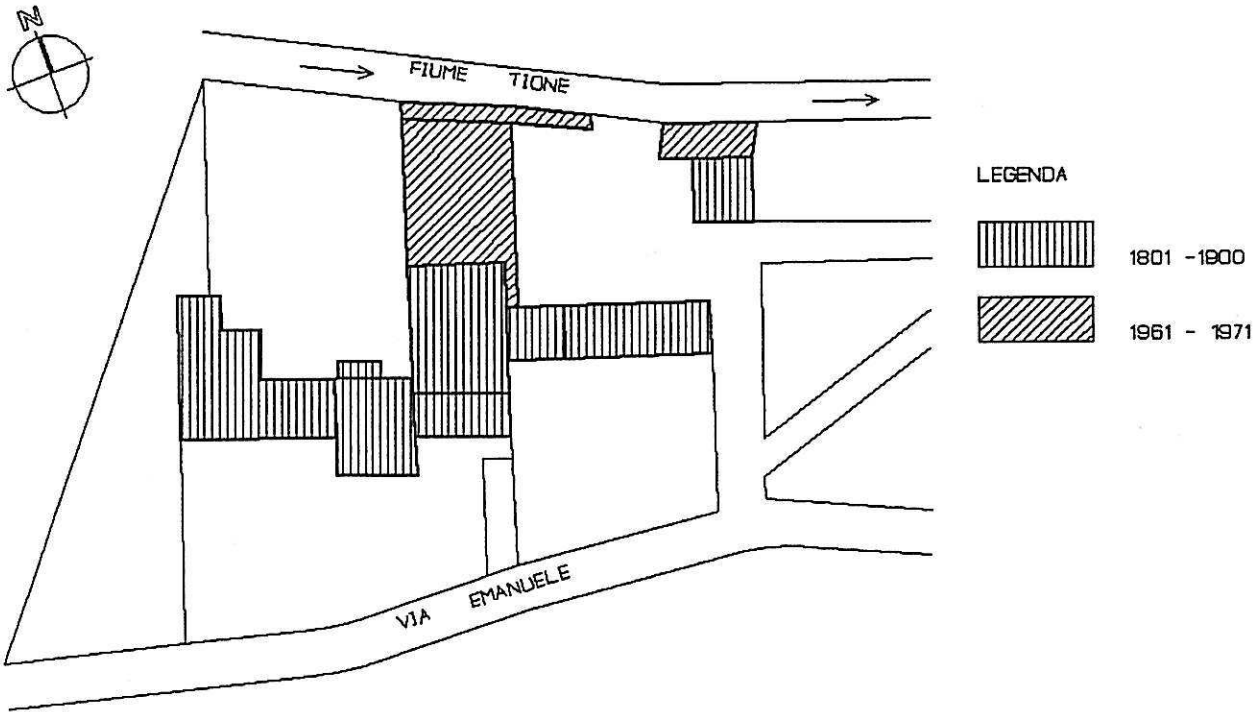 N
FIUME TIONE
LEGENDA
1801 - 1900
1961 - 1971
VIA EMANUELE